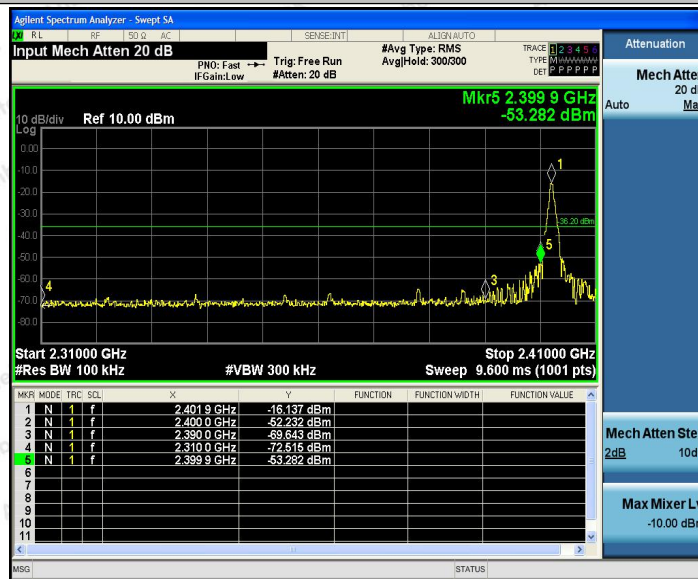 Agilent Spectrum Analyzer - Swept SA
RL RF 50 Ω AC SENSE:INT ALIGN AUTO
Input Mech Atten 20 dB
PNO: Fast
IFGain:Low
Trig: Free Run
#Atten: 20 dB
#Avg Type: RMS
Avg|Hold: 300/300
TRACE 1 2 3 4 5 6
TYPE M
DET P P P P P P
Mkr5 2.399 9 GHz
-53.282 dBm
10 dB/div Ref 10.00 dBm
Log
0.00
-10.0
-20.0
-30.0
-40.0
-50.0
-60.0
-70.0
-80.0
1
-36.20 dBm
5
3
4
Start 2.31000 GHz Stop 2.41000 GHz
#Res BW 100 kHz #VBW 300 kHz Sweep 9.600 ms (1001 pts)
MKR MODE TRC SCL X Y FUNCTION FUNCTION WIDTH FUNCTION VALUE
1 N 1 f 2.401 9 GHz -16.137 dBm
2 N 1 f 2.400 0 GHz -52.232 dBm
3 N 1 f 2.390 0 GHz -69.643 dBm
4 N 1 f 2.310 0 GHz -72.515 dBm
5 N 1 f 2.399 9 GHz -53.282 dBm
6
7
8
9
10
11
MSG STATUS
Attenuation
Mech Atten
20 dB
Auto Ma
Mech Atten Ste
2dB 10d
Max Mixer Lv
-10.00 dBm